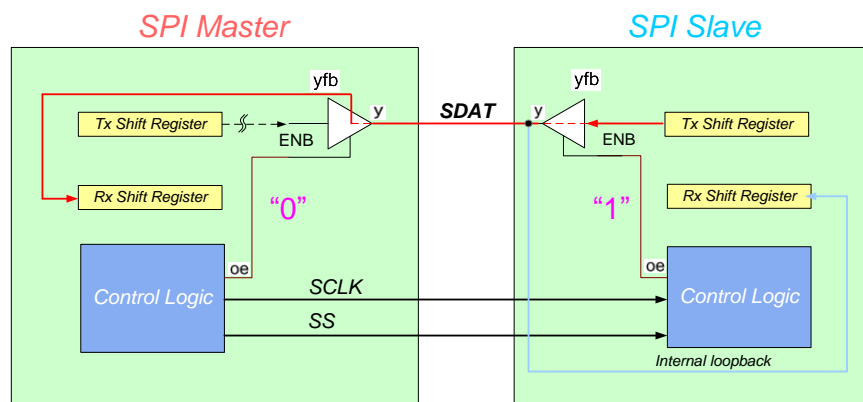 SPI Master
SPI Slave
yfb
yfb
Tx Shift Register
ENB
y
SDAT
y
ENB
Tx Shift Register
Rx Shift Register
“0”
“1”
Rx Shift Register
oe
oe
Control Logic
SCLK
Control Logic
SS
Internal loopback